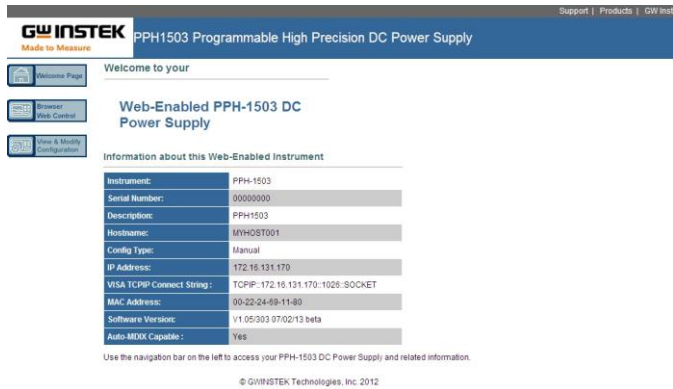 Support | Products | GW Inst
GWINSTEK
Made to Measure
PPH1503 Programmable High Precision DC Power Supply
Welcome Page
Browser
Web Control
View & Modify
Configuration
Welcome to your
Web-Enabled PPH-1503 DC
Power Supply
Information about this Web-Enabled Instrument
Instrument: PPH-1503
Serial Number: 00000000
Description: PPH1503
Hostname: MYHOST001
Config Type: Manual
IP Address: 172.16.131.170
VISA TCPIP Connect String : TCPIP::172.16.131.170::1026::SOCKET
MAC Address: 00-22-24-69-11-80
Software Version: V1.05/303 07/02/13 beta
Auto-MDIX Capable : Yes
Use the navigation bar on the left to access your PPH-1503 DC Power Supply and related information.
© GWINSTEK Technologies, Inc. 2012